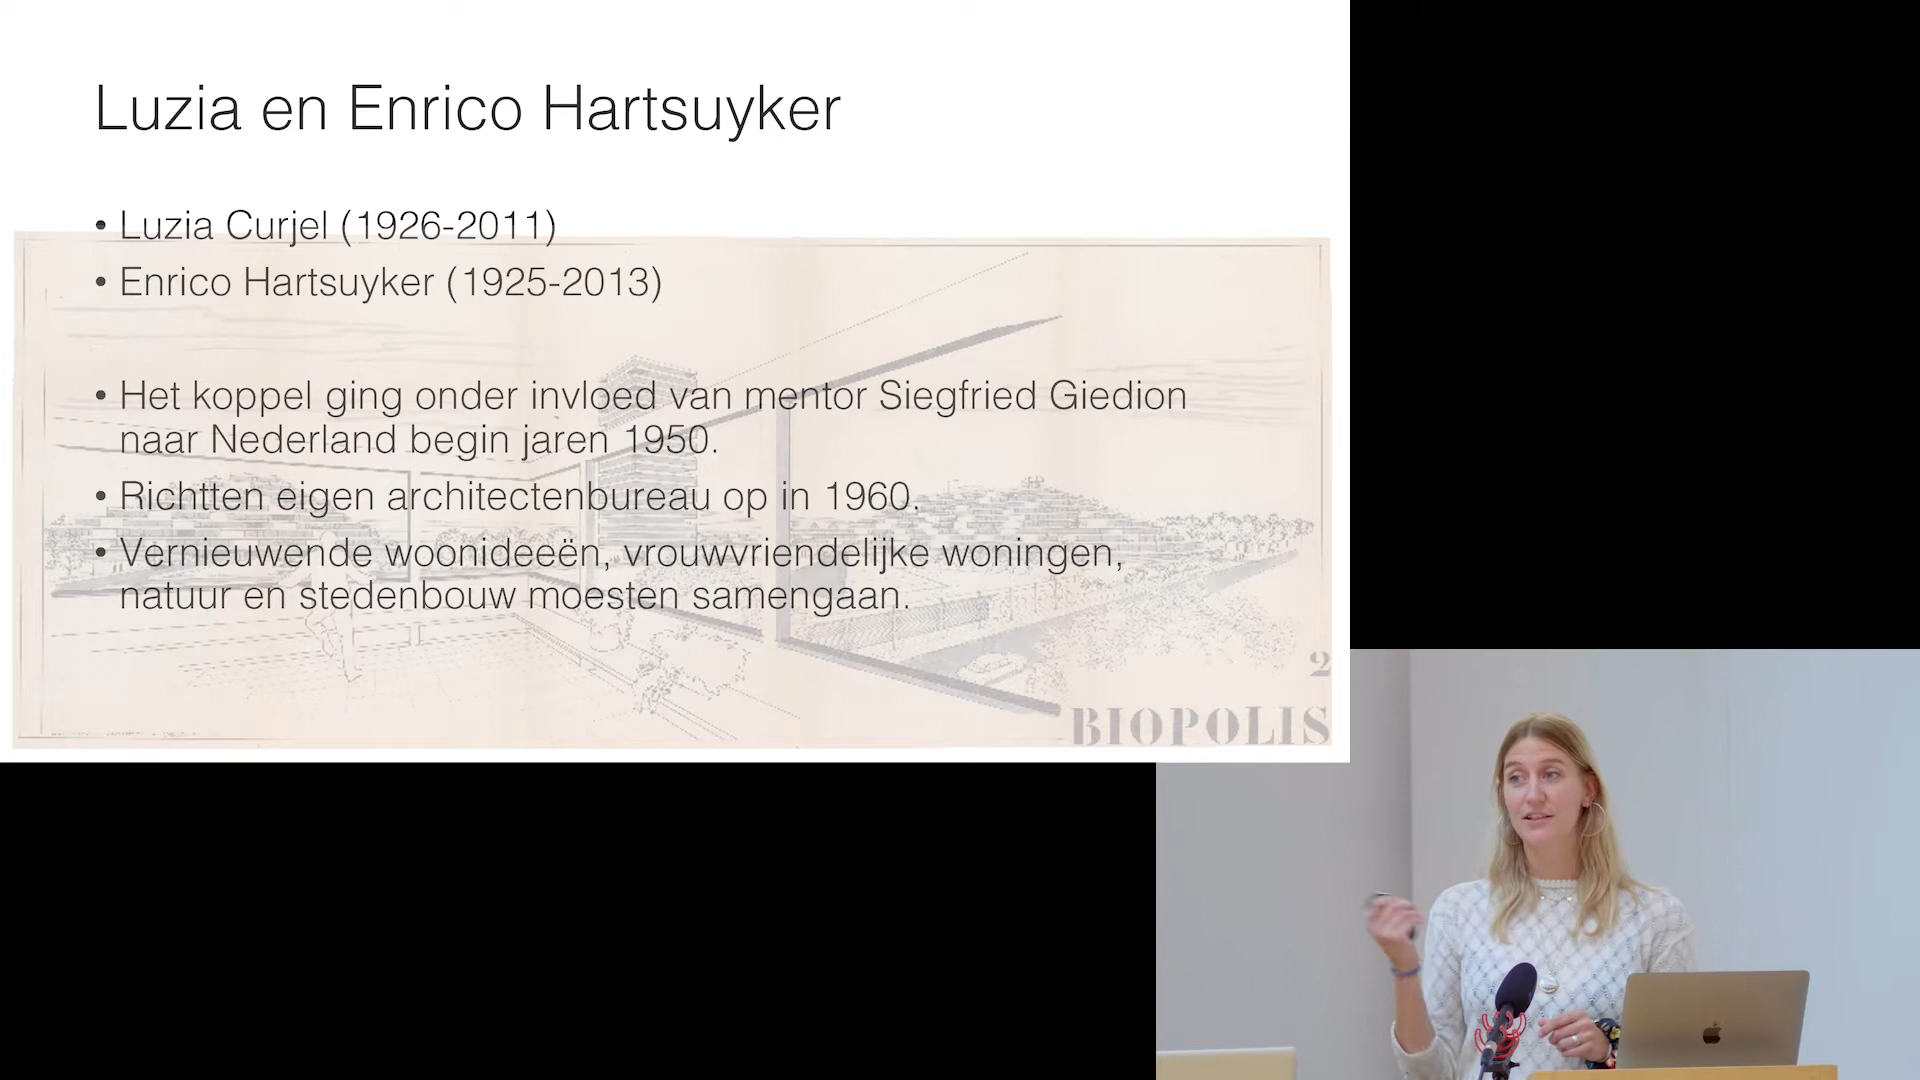 Luzia en Enrico Hartsuyker
• Luzia Curjel (1926-2011)
• Enrico Hartsuyker (1925-2013)
• Het koppel ging onder invloed van mentor Siegfried Giedion
naar Nederland begin jaren 1950.
• Richtten eigen architectenbureau op in 1960.
• Vernieuwende woonideeën, vrouwvriendelijke woningen,
natuur en stedenbouw moesten samengaan.
2
BIOPOLIS